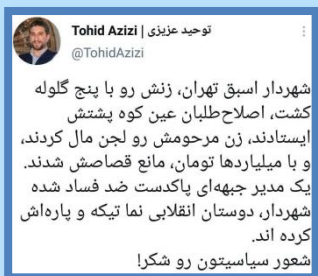 توحید عزیزی | Tohid Azizi
@TohidAzizi
شهردار اسبق تهران، زنش رو با پنج گلوله
کشت، اصلاح‌طلبان عین کوه پشتش
ایستادند، زن مرحومش رو لجن مال کردند،
و با میلیاردها تومان، مانع قصاصش شدند.
یک مدیر جبهه‌ای پاکدست ضد فساد شده
شهردار، دوستان انقلابی نما تیکه و پاره‌اش
کرده اند.
شعور سیاسیتون رو شکر!